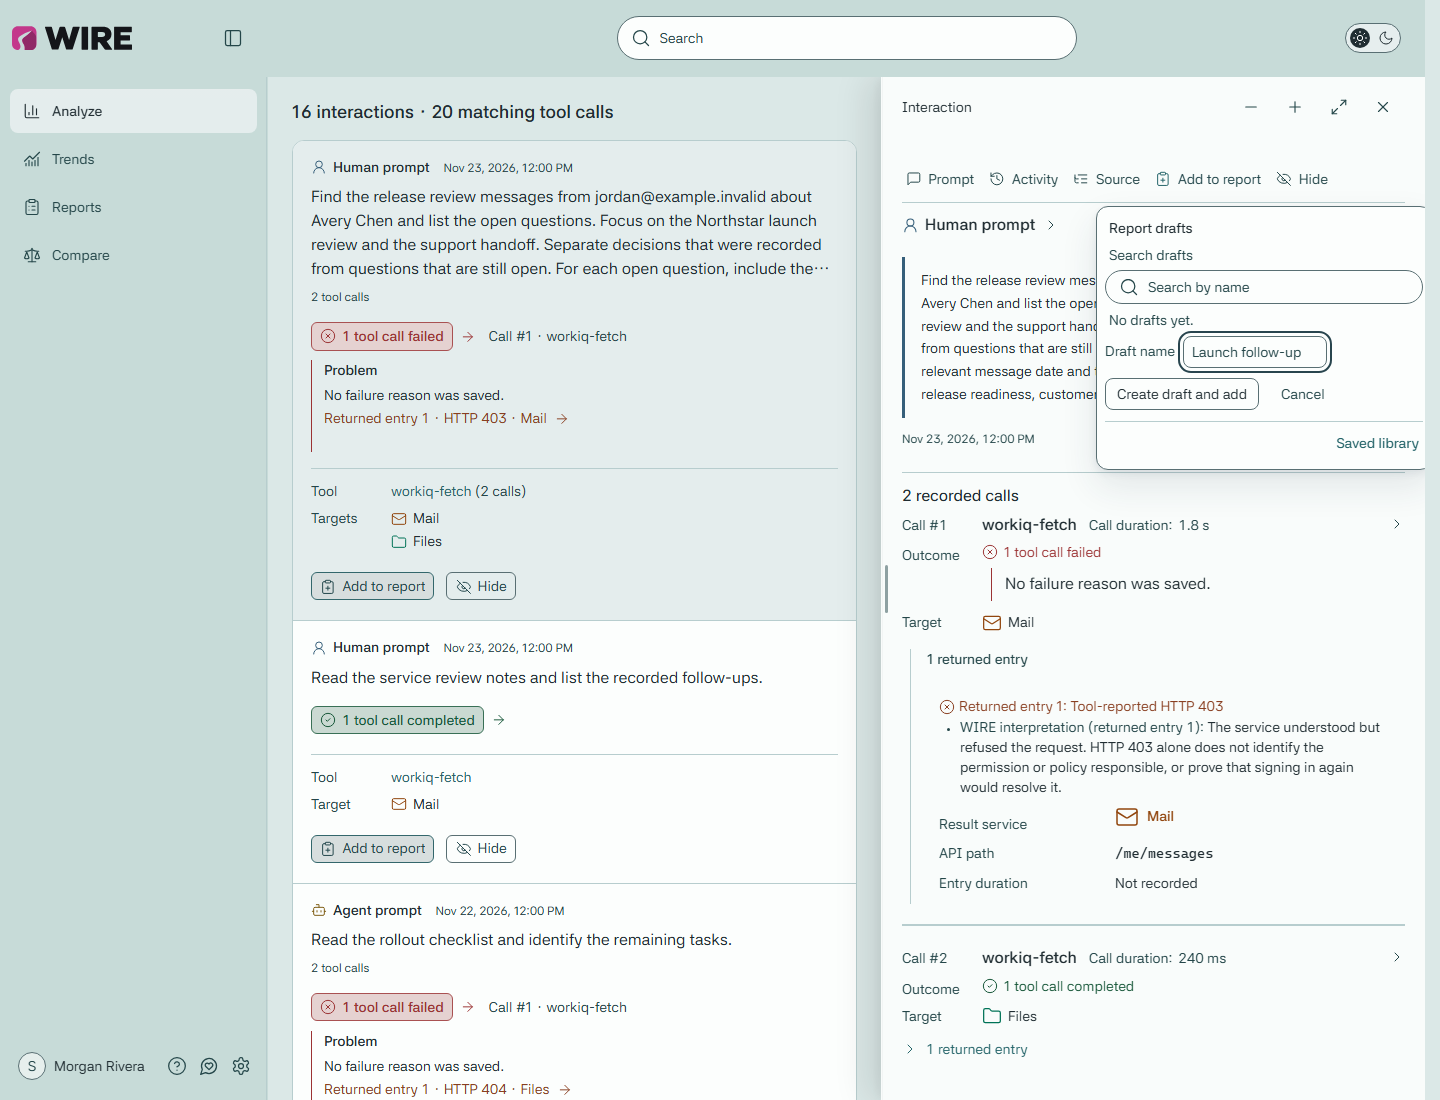 WIRE
Search
Analyze
Trends
Reports
Compare
S
Morgan Rivera
16 interactions · 20 matching tool calls
Human prompt
Nov 23, 2026, 12:00 PM
Find the release review messages from jordan@example.invalid about
Avery Chen and list the open questions. Focus on the Northstar launch
review and the support handoff. Separate decisions that were recorded
from questions that are still open. For each open question, include the···
2 tool calls
1 tool call failed
Call #1 · workiq-fetch
Problem
No failure reason was saved.
Returned entry 1 · HTTP 403 · Mail
Tool
workiq-fetch (2 calls)
Targets
Mail
Files
Add to report
Hide
Human prompt
Nov 23, 2026, 12:00 PM
Read the service review notes and list the recorded follow-ups.
1 tool call completed
Tool
workiq-fetch
Target
Mail
Add to report
Hide
Agent prompt
Nov 22, 2026, 12:00 PM
Read the rollout checklist and identify the remaining tasks.
2 tool calls
1 tool call failed
Call #1 · workiq-fetch
Problem
No failure reason was saved.
Returned entry 1 · HTTP 404 · Files
Interaction
Prompt
Activity
Source
Add to report
Hide
Human prompt
Find the release review mes
Avery Chen and list the oper
review and the support hand
from questions that are still
relevant message date and
release readiness, customer
Nov 23, 2026, 12:00 PM
Report drafts
Search drafts
Search by name
No drafts yet.
Draft name
Launch follow-up
Create draft and add
Cancel
Saved library
2 recorded calls
Call #1
workiq-fetch
Call duration: 1.8 s
Outcome
1 tool call failed
No failure reason was saved.
Target
Mail
1 returned entry
Returned entry 1: Tool-reported HTTP 403
• WIRE interpretation (returned entry 1): The service understood but
refused the request. HTTP 403 alone does not identify the
permission or policy responsible, or prove that signing in again
would resolve it.
Result service
Mail
API path
/me/messages
Entry duration
Not recorded
Call #2
workiq-fetch
Call duration: 240 ms
Outcome
1 tool call completed
Target
Files
1 returned entry